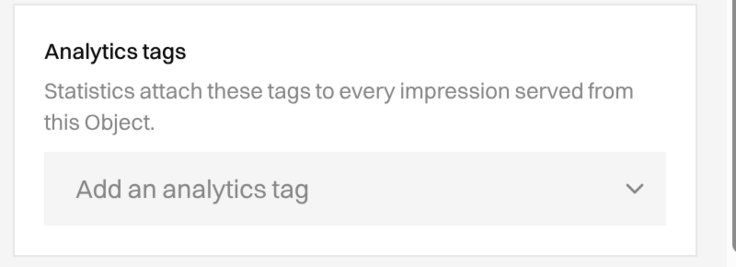 Analytics tags
Statistics attach these tags to every impression served from
this Object.
Add an analytics tag